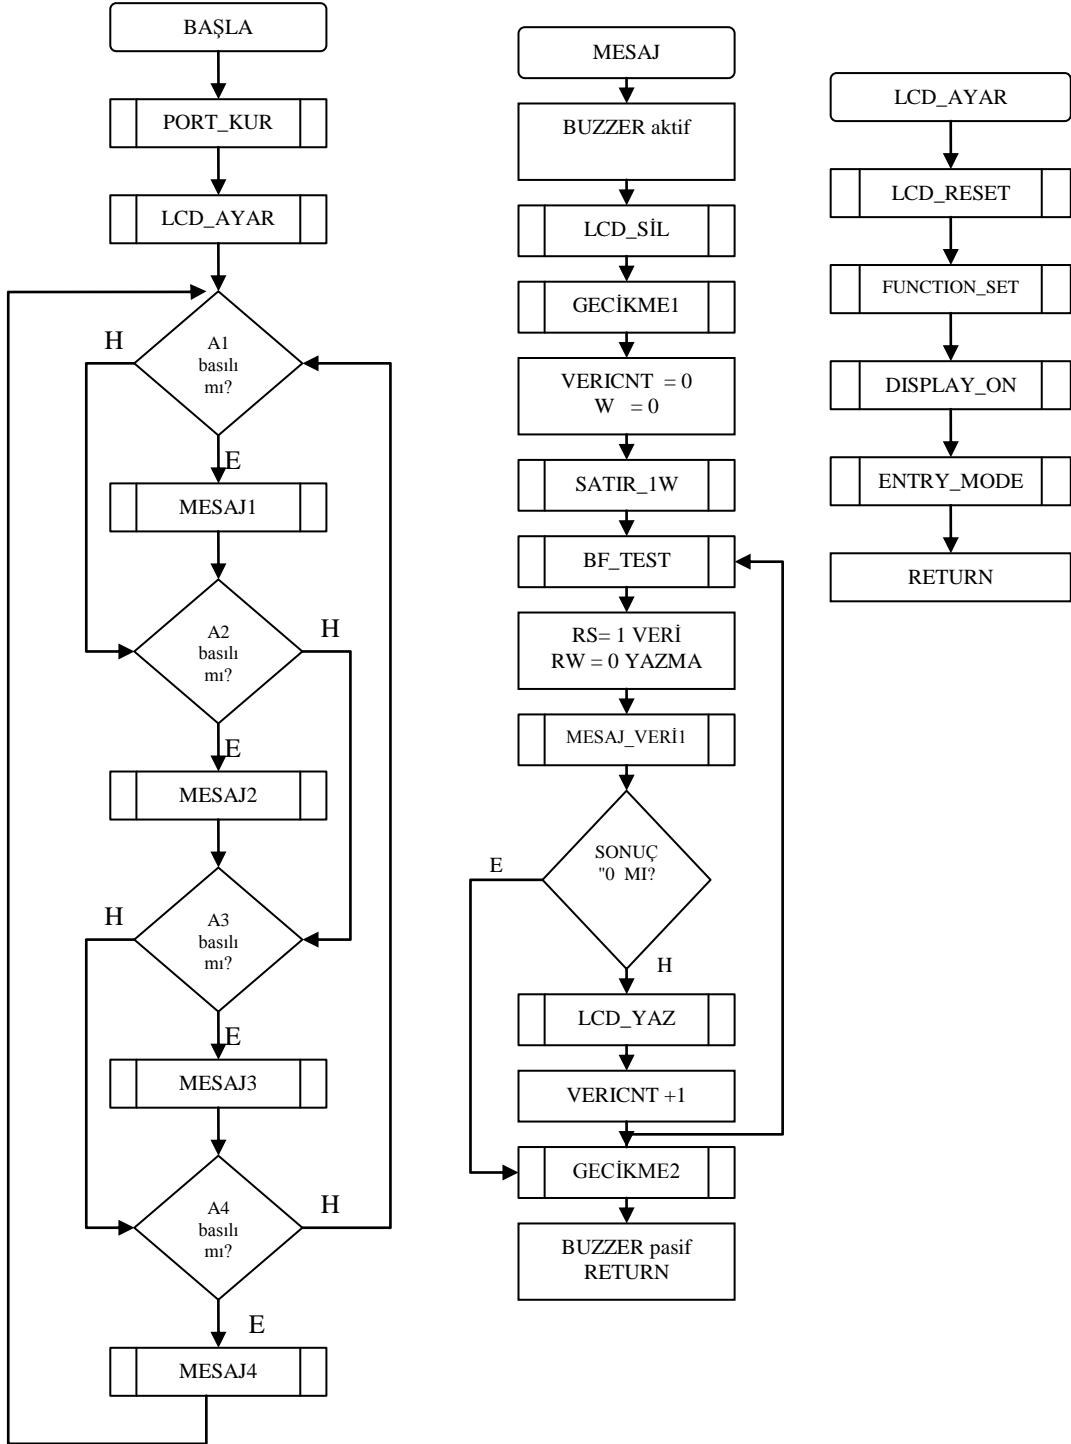 BAŞLA
PORT_KUR
LCD_AYAR
H
A1
basılı
mı?
E
MESAJ1
A2
basılı
mı?
H
E
MESAJ2
H
A3
basılı
mı?
E
MESAJ3
A4
basılı
mı?
H
E
MESAJ4
MESAJ
BUZZER aktif
LCD_SİL
GECİKME1
VERICNT = 0
W = 0
SATIR_1W
BF_TEST
RS= 1 VERİ
RW = 0 YAZMA
MESAJ_VERİ1
E
SONUÇ
"0 MI?
H
LCD_YAZ
VERICNT +1
GECİKME2
BUZZER pasif
RETURN
LCD_AYAR
LCD_RESET
FUNCTION_SET
DISPLAY_ON
ENTRY_MODE
RETURN